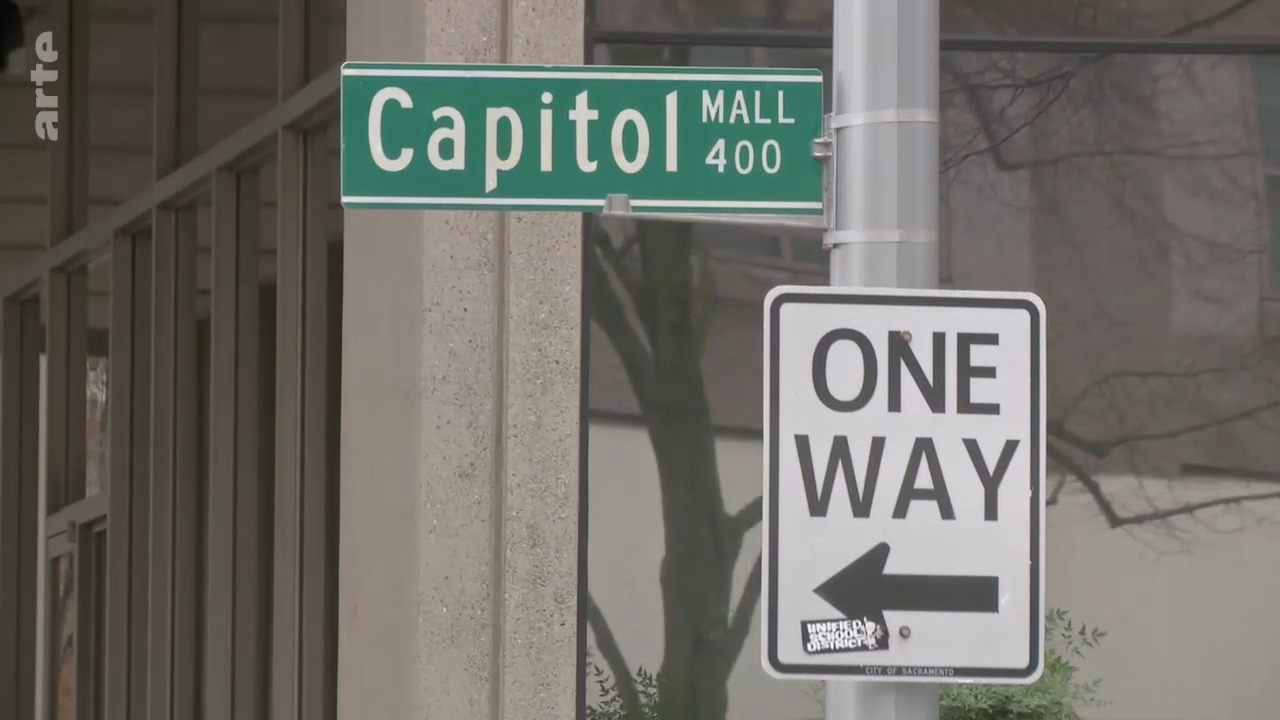 arte
Capitol MALL
400
ONE
WAY
UNIFIED
SCHOOL
DISTRICT
CITY OF SACRAMENTO